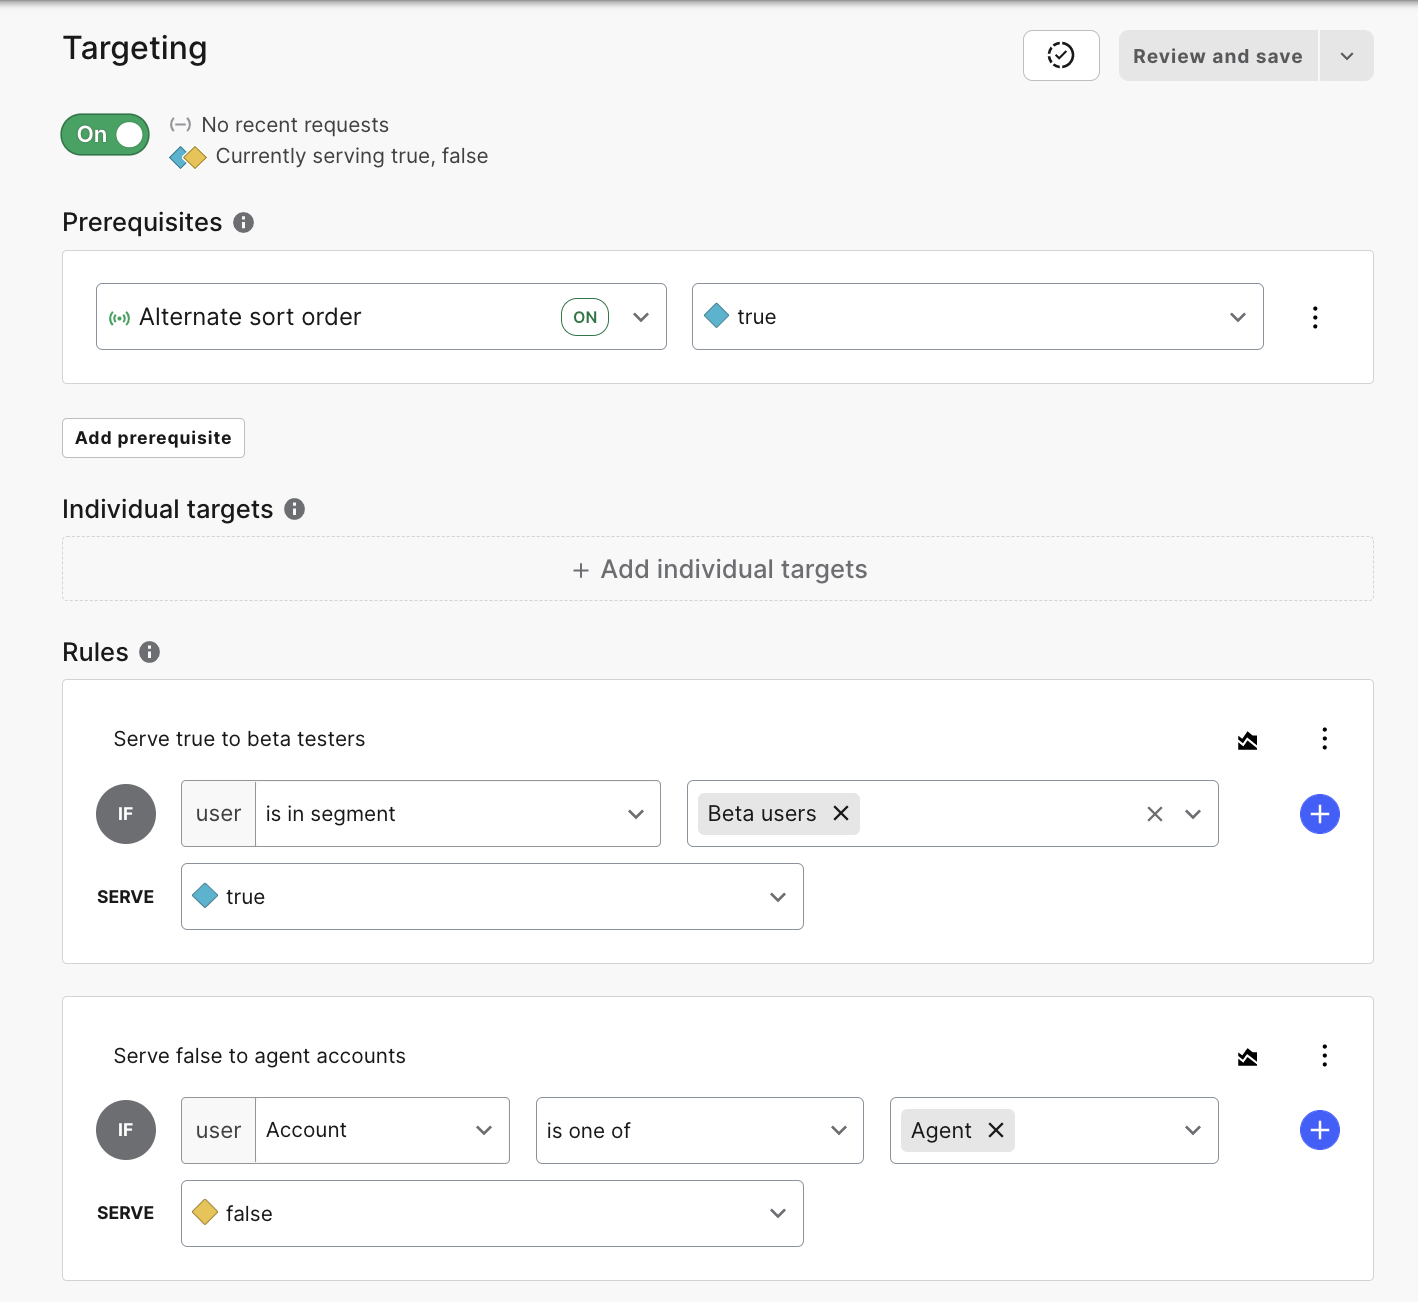 Targeting
Review and save
On
No recent requests
Currently serving true, false
Prerequisites
Alternate sort order ON true
Add prerequisite
Individual targets
+ Add individual targets
Rules
Serve true to beta testers
IF user is in segment Beta users
SERVE true
Serve false to agent accounts
IF user Account is one of Agent
SERVE false